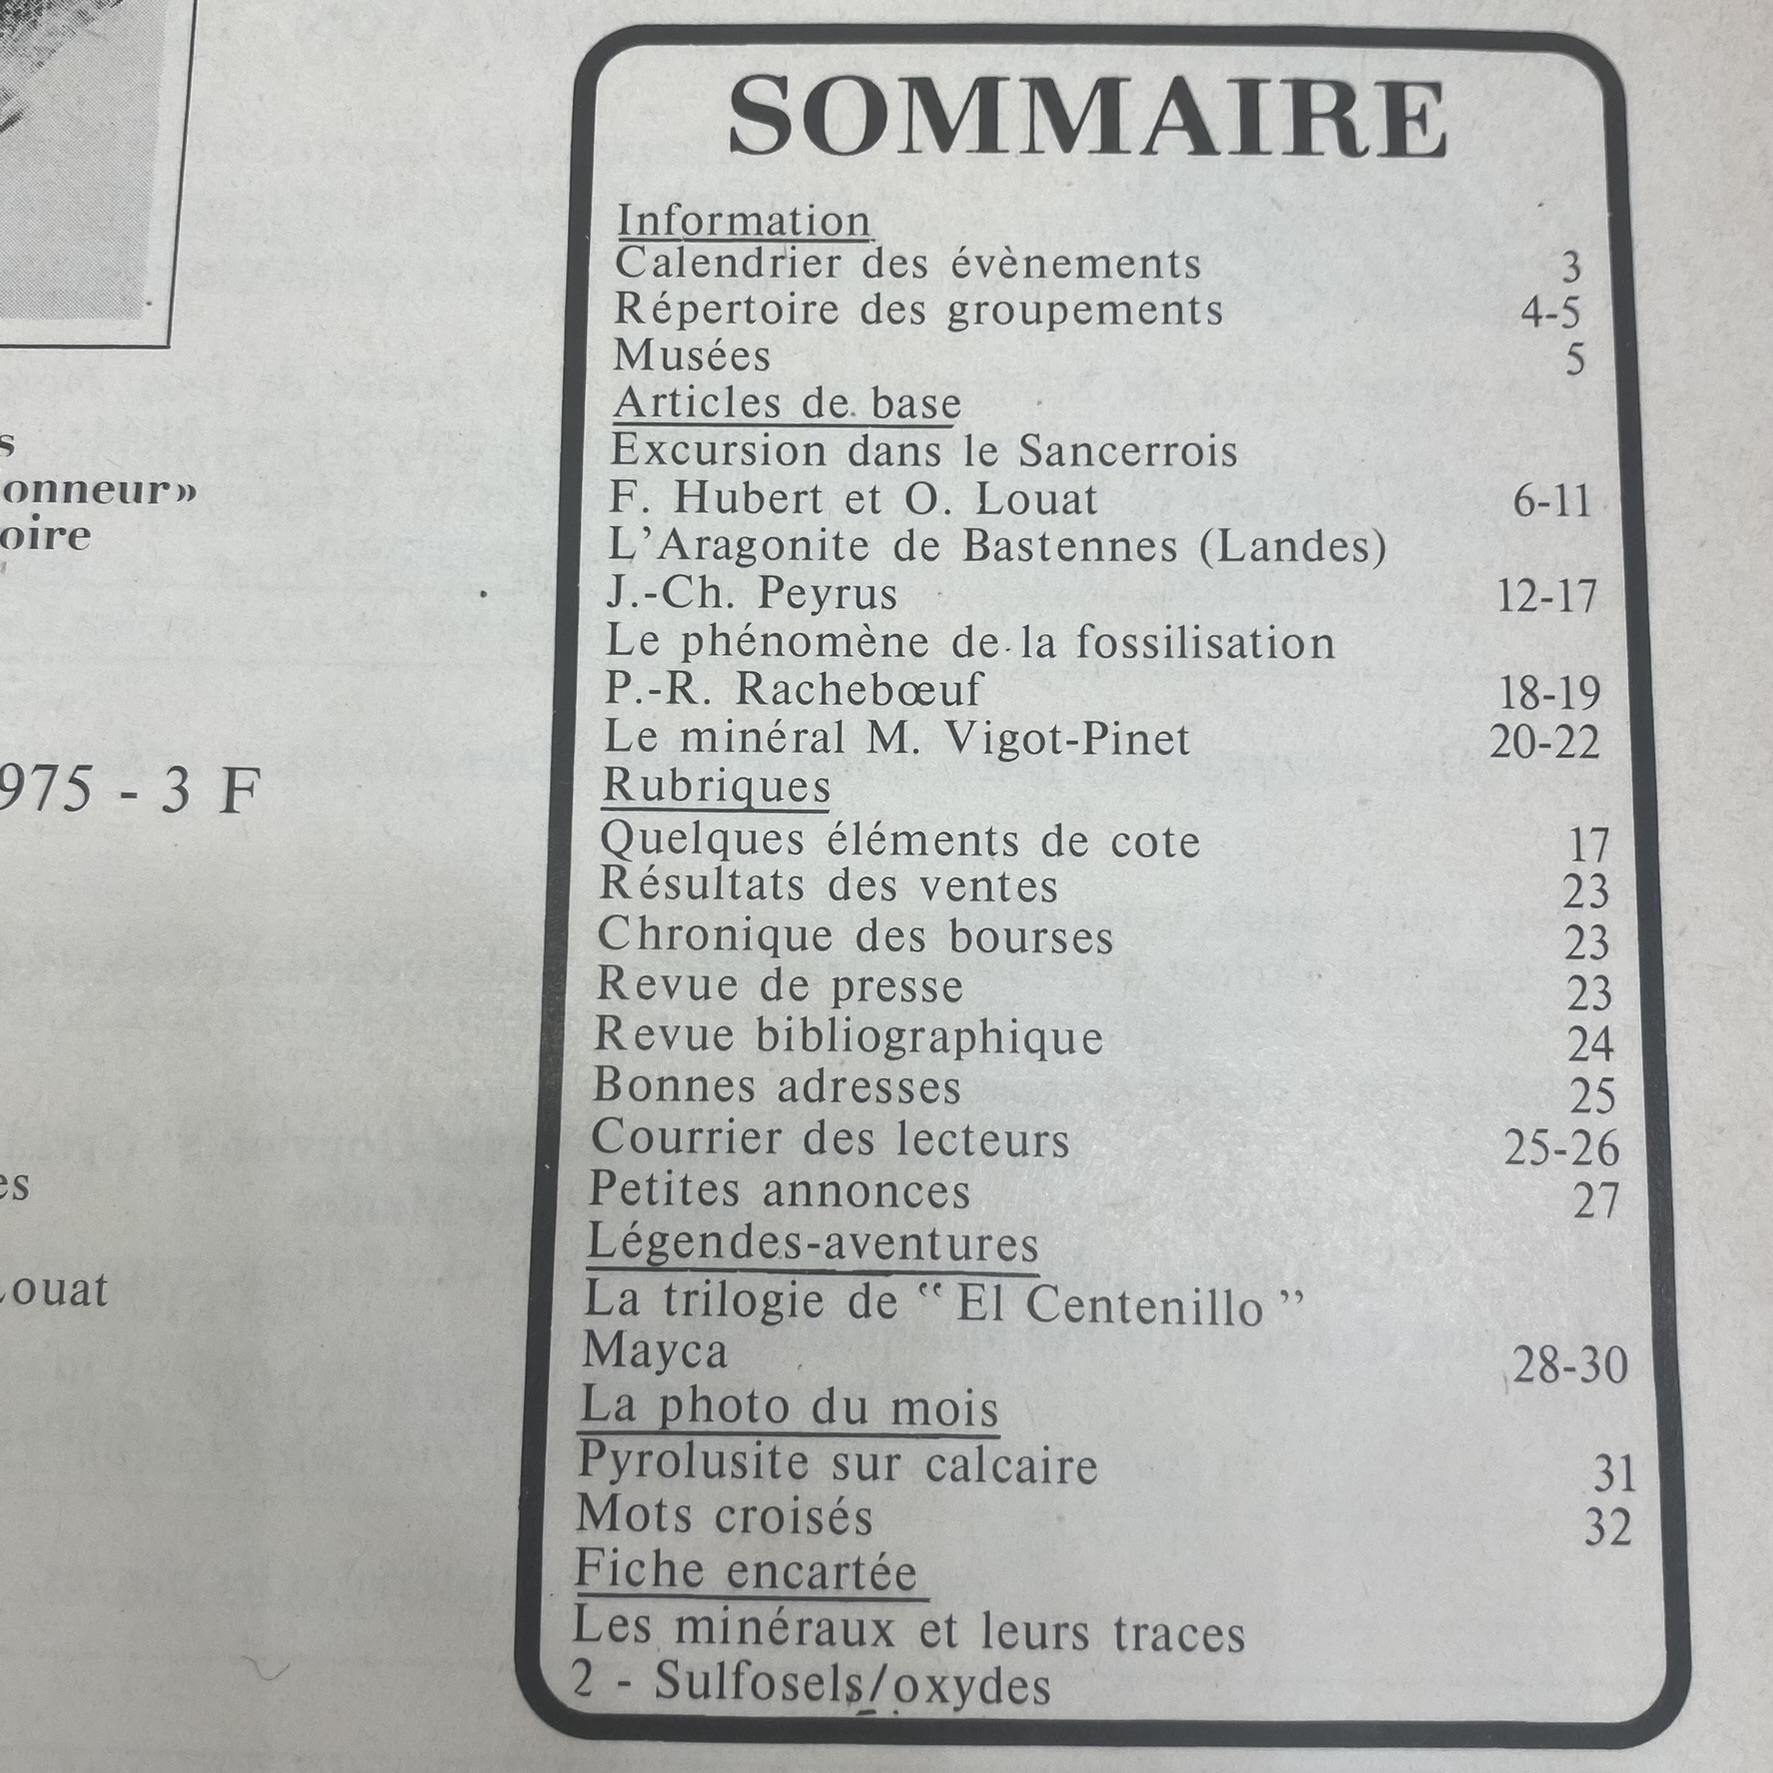 onneur»
oire
975 - 3 F
es
Louat
SOMMAIRE
Information
Calendrier des évènements 3
Répertoire des groupements 4-5
Musées 5
Articles de base
Excursion dans le Sancerrois
F. Hubert et O. Louat 6-11
L'Aragonite de Bastennes (Landes)
J.-Ch. Peyrus 12-17
Le phénomène de la fossilisation
P.-R. Rachebœuf 18-19
Le minéral M. Vigot-Pinet 20-22
Rubriques
Quelques éléments de cote 17
Résultats des ventes 23
Chronique des bourses 23
Revue de presse 23
Revue bibliographique 24
Bonnes adresses 25
Courrier des lecteurs 25-26
Petites annonces 27
Légendes-aventures
La trilogie de “ El Centenillo ”
Mayca 28-30
La photo du mois
Pyrolusite sur calcaire 31
Mots croisés 32
Fiche encartée
Les minéraux et leurs traces
2 - Sulfosels/oxydes